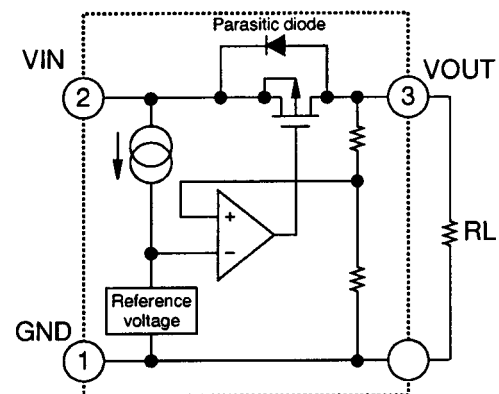 Parasitic diode
VIN
VOUT
2
3
+
−
RL
Reference
voltage
GND
1